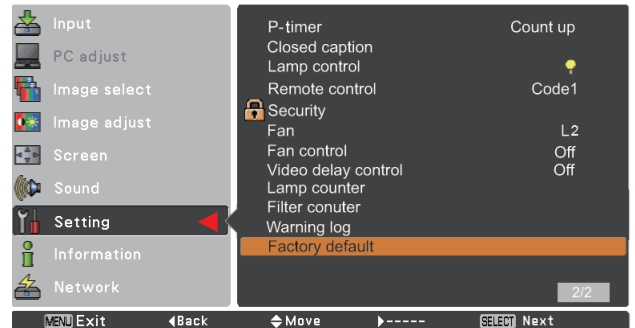 Input
PC adjust
Image select
Image adjust
Screen
Sound
Setting
Information
Network
P-timer Count up
Closed caption
Lamp control
Remote control Code1
Security
Fan L2
Fan control Off
Video delay control Off
Lamp counter
Filter conuter
Warning log
Factory default
2/2
MENU Exit Back Move ----- SELECT Next